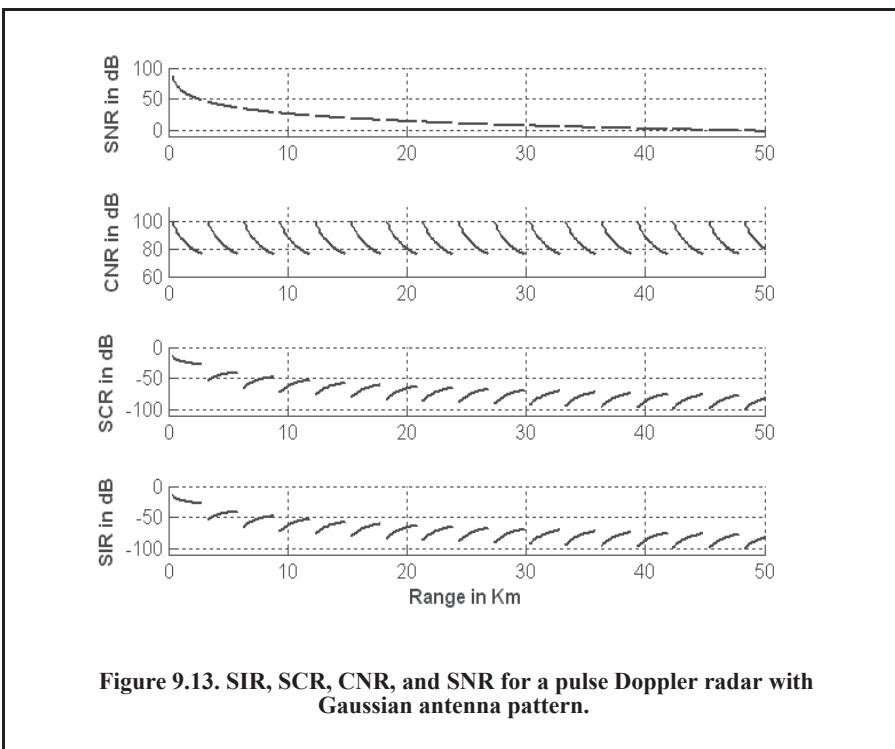 SNR in dB
100
50
0
0 10 20 30 40 50
CNR in dB
100
80
60
0 10 20 30 40 50
SCR in dB
0
-50
-100
0 10 20 30 40 50
SIR in dB
0
-50
-100
0 10 20 30 40 50
Range in Km
Figure 9.13. SIR, SCR, CNR, and SNR for a pulse Doppler radar with
Gaussian antenna pattern.